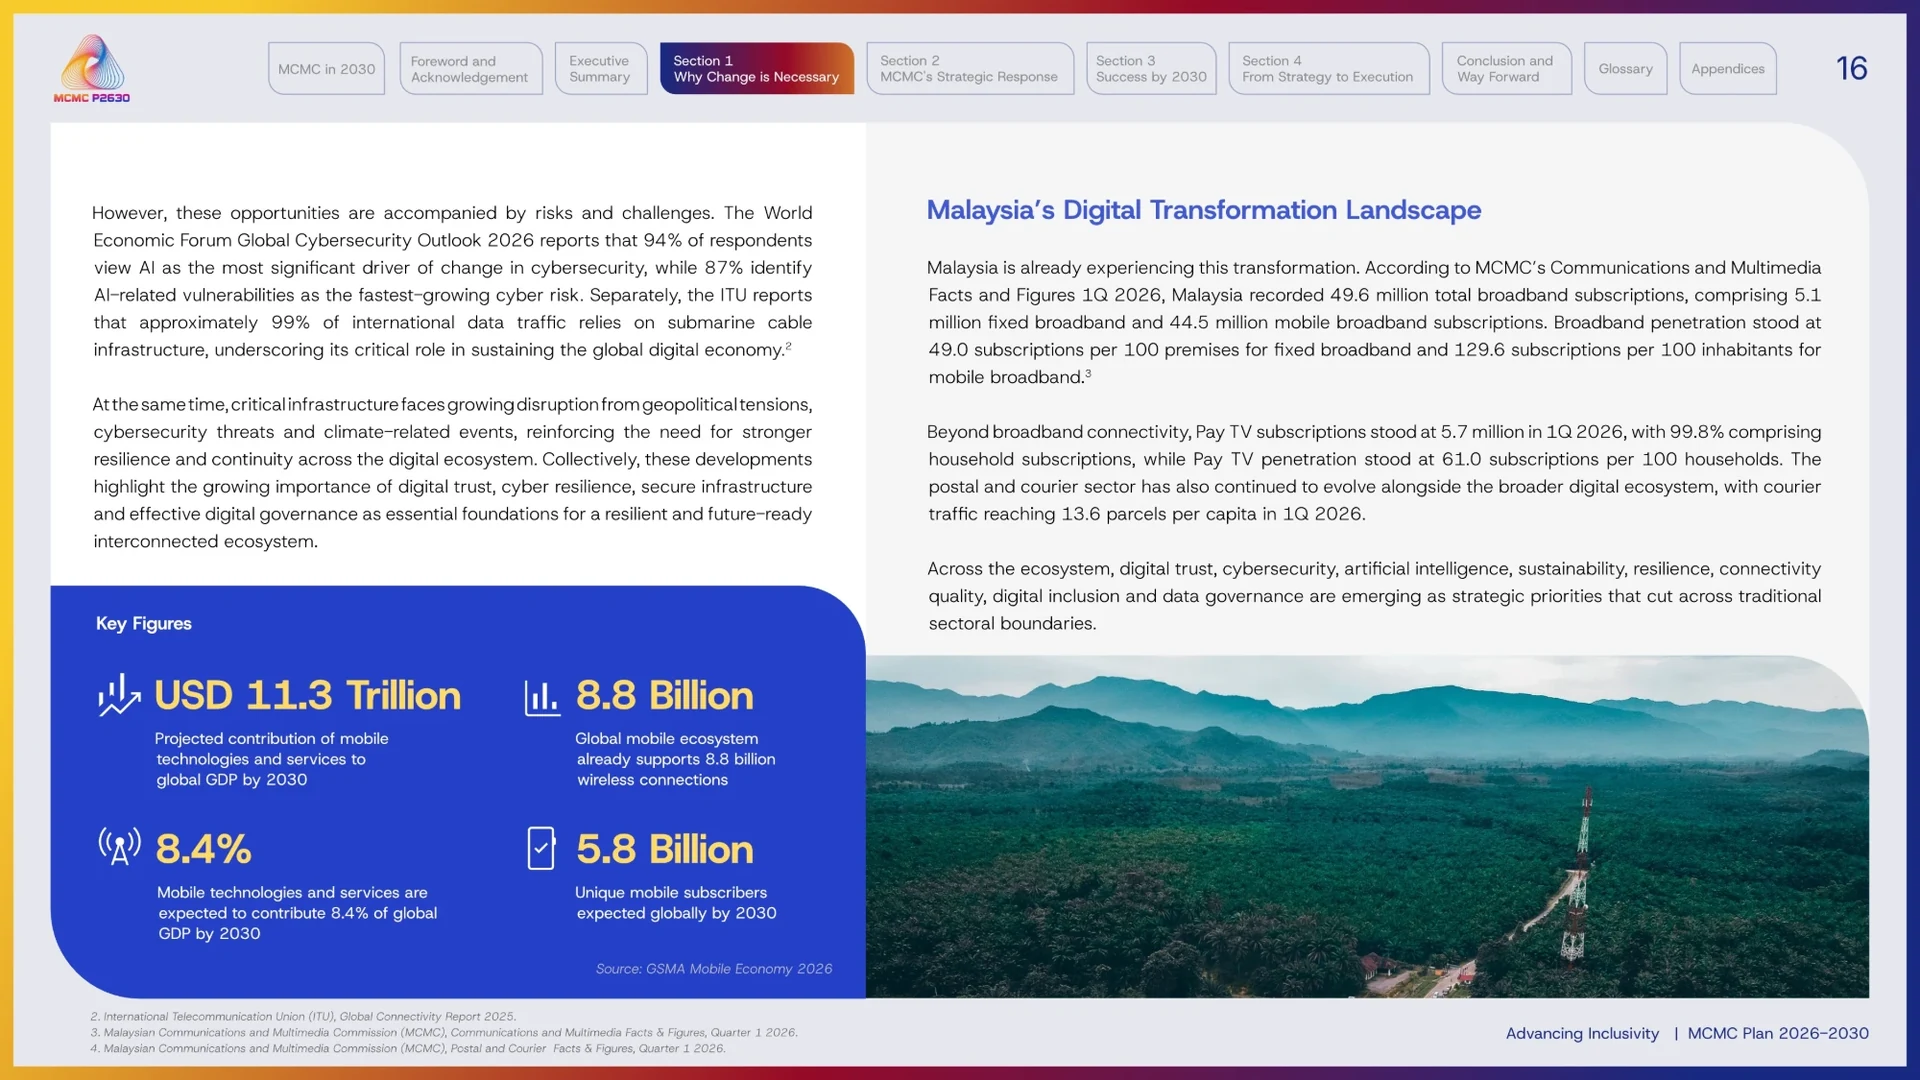 MCMC P2630
MCMC in 2030
Foreword and
Acknowledgement
Executive
Summary
Section 1
Why Change is Necessary
Section 2
MCMC's Strategic Response
Section 3
Success by 2030
Section 4
From Strategy to Execution
Conclusion and
Way Forward
Glossary
Appendices
16
However, these opportunities are accompanied by risks and challenges. The World
Economic Forum Global Cybersecurity Outlook 2026 reports that 94% of respondents
view AI as the most significant driver of change in cybersecurity, while 87% identify
AI-related vulnerabilities as the fastest-growing cyber risk. Separately, the ITU reports
that approximately 99% of international data traffic relies on submarine cable
infrastructure, underscoring its critical role in sustaining the global digital economy.2
At the same time, critical infrastructure faces growing disruption from geopolitical tensions,
cybersecurity threats and climate-related events, reinforcing the need for stronger
resilience and continuity across the digital ecosystem. Collectively, these developments
highlight the growing importance of digital trust, cyber resilience, secure infrastructure
and effective digital governance as essential foundations for a resilient and future-ready
interconnected ecosystem.
Key Figures
USD 11.3 Trillion
Projected contribution of mobile
technologies and services to
global GDP by 2030
8.8 Billion
Global mobile ecosystem
already supports 8.8 billion
wireless connections
8.4%
Mobile technologies and services are
expected to contribute 8.4% of global
GDP by 2030
5.8 Billion
Unique mobile subscribers
expected globally by 2030
Source: GSMA Mobile Economy 2026
Malaysia's Digital Transformation Landscape
Malaysia is already experiencing this transformation. According to MCMC's Communications and Multimedia
Facts and Figures 1Q 2026, Malaysia recorded 49.6 million total broadband subscriptions, comprising 5.1
million fixed broadband and 44.5 million mobile broadband subscriptions. Broadband penetration stood at
49.0 subscriptions per 100 premises for fixed broadband and 129.6 subscriptions per 100 inhabitants for
mobile broadband.3
Beyond broadband connectivity, Pay TV subscriptions stood at 5.7 million in 1Q 2026, with 99.8% comprising
household subscriptions, while Pay TV penetration stood at 61.0 subscriptions per 100 households. The
postal and courier sector has also continued to evolve alongside the broader digital ecosystem, with courier
traffic reaching 13.6 parcels per capita in 1Q 2026.
Across the ecosystem, digital trust, cybersecurity, artificial intelligence, sustainability, resilience, connectivity
quality, digital inclusion and data governance are emerging as strategic priorities that cut across traditional
sectoral boundaries.
2. International Telecommunication Union (ITU), Global Connectivity Report 2025.
3. Malaysian Communications and Multimedia Commission (MCMC), Communications and Multimedia Facts & Figures, Quarter 1 2026.
4. Malaysian Communications and Multimedia Commission (MCMC), Postal and Courier Facts & Figures, Quarter 1 2026.
Advancing Inclusivity | MCMC Plan 2026-2030